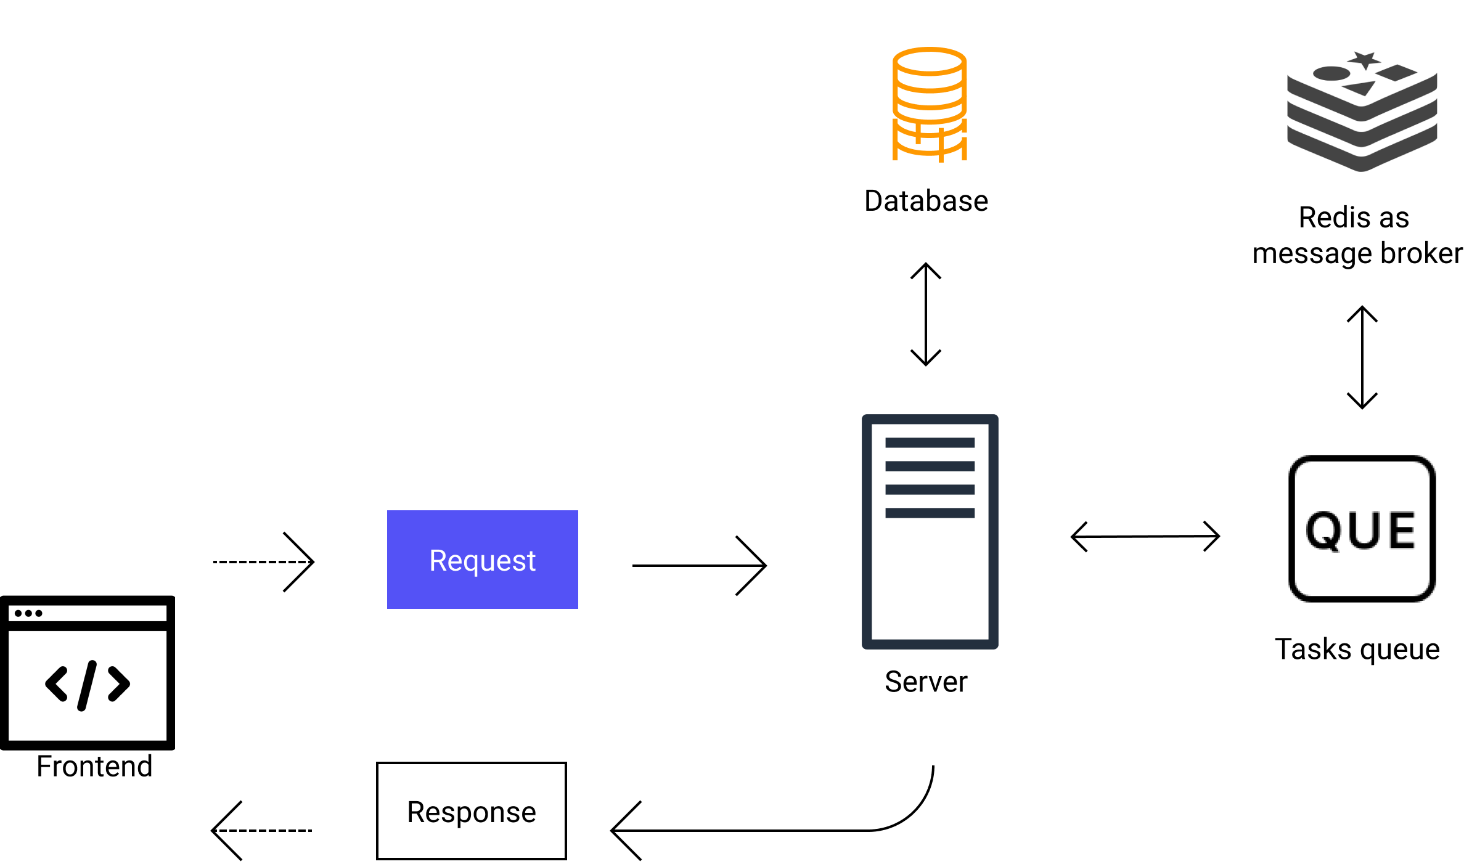 Database
Redis as
message broker
Request
QUE
Tasks queue
Server
Frontend
Response